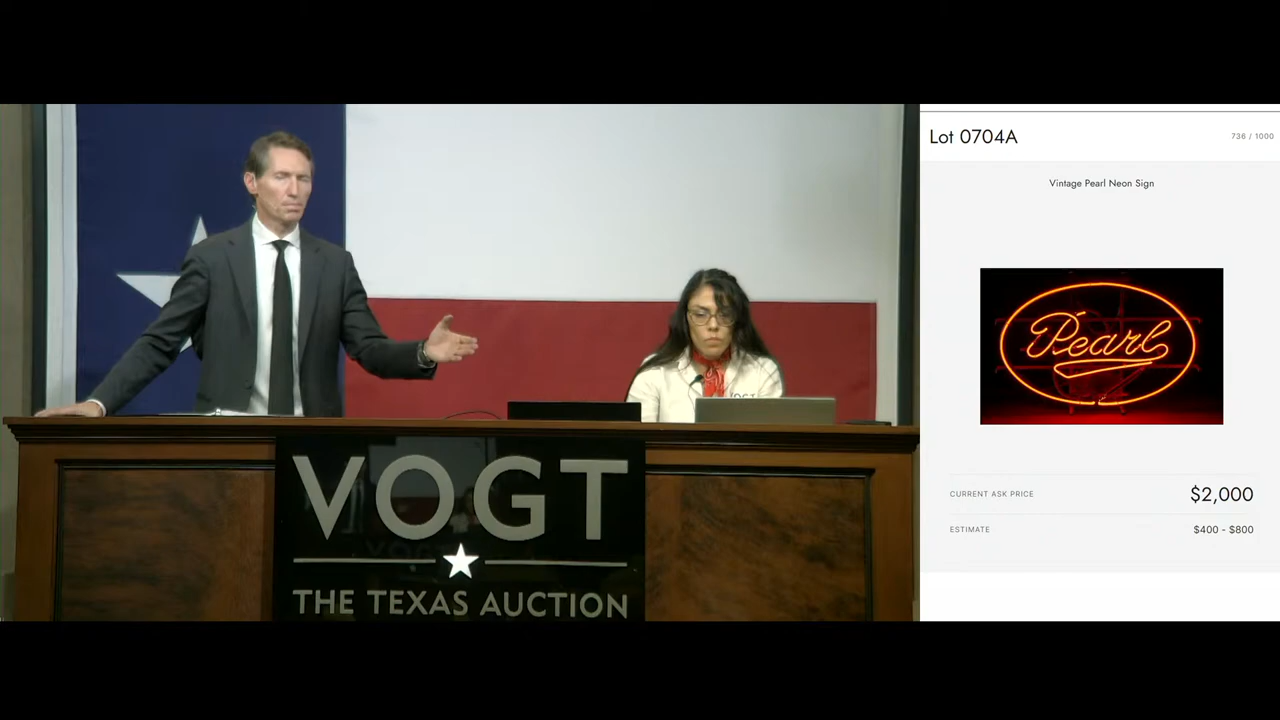 Lot 0704A
736 / 1000
Vintage Pearl Neon Sign
Pearl
CURRENT ASK PRICE
$2,000
ESTIMATE
$400 - $800
VOGT
VOGT
THE TEXAS AUCTION